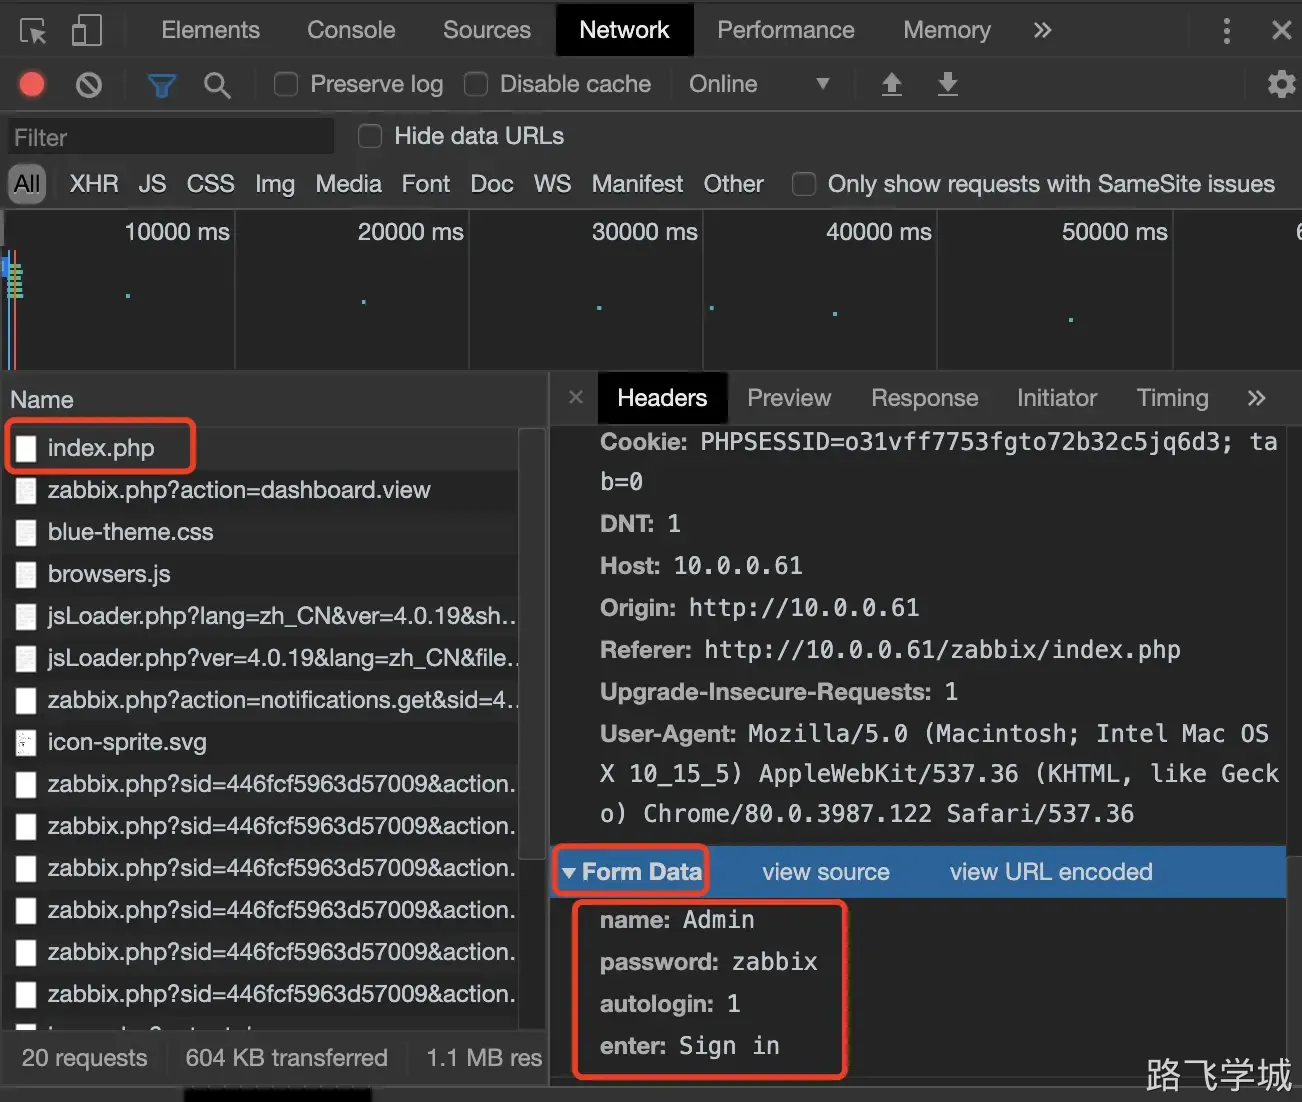 Elements Console Sources Network Performance Memory »
Preserve log Disable cache Online
Filter Hide data URLs
All XHR JS CSS Img Media Font Doc WS Manifest Other Only show requests with SameSite issues
10000 ms 20000 ms 30000 ms 40000 ms 50000 ms
Name
index.php
zabbix.php?action=dashboard.view
blue-theme.css
browsers.js
jsLoader.php?lang=zh_CN&ver=4.0.19&sh...
jsLoader.php?ver=4.0.19&lang=zh_CN&file...
zabbix.php?action=notifications.get&sid=4...
icon-sprite.svg
zabbix.php?sid=446fcf5963d57009&action.
zabbix.php?sid=446fcf5963d57009&action.
zabbix.php?sid=446fcf5963d57009&action.
zabbix.php?sid=446fcf5963d57009&action.
zabbix.php?sid=446fcf5963d57009&action.
zabbix.php?sid=446fcf5963d57009&action.
20 requests 604 KB transferred 1.1 MB res
× Headers Preview Response Initiator Timing »
Cookie: PHPSESSID=o31vff7753fgto72b32c5jq6d3; ta
b=0
DNT: 1
Host: 10.0.0.61
Origin: http://10.0.0.61
Referer: http://10.0.0.61/zabbix/index.php
Upgrade-Insecure-Requests: 1
User-Agent: Mozilla/5.0 (Macintosh; Intel Mac OS
X 10_15_5) AppleWebKit/537.36 (KHTML, like Geck
o) Chrome/80.0.3987.122 Safari/537.36
Form Data view source view URL encoded
name: Admin
password: zabbix
autologin: 1
enter: Sign in
路飞学城